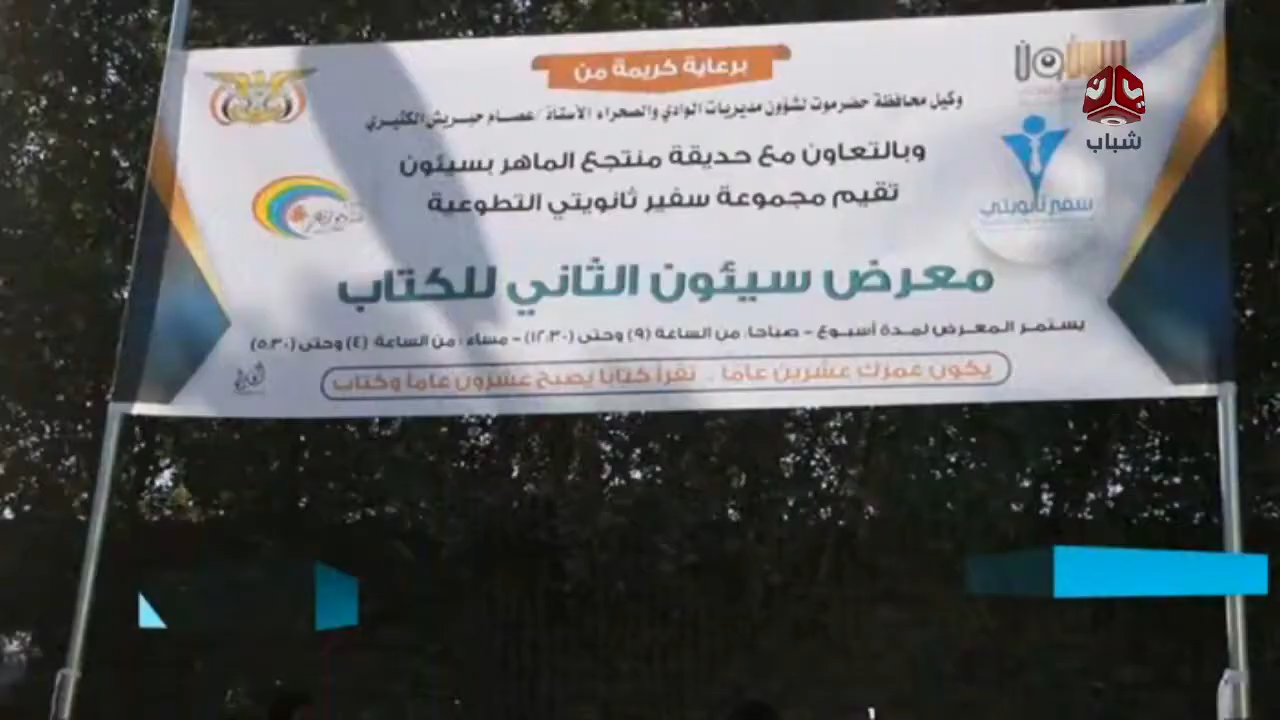 برعاية كريمة من
وكيل محافظة حضرموت لشؤون مديريات الوادي والصحراء الأستاذ/عصام حبريش الكثيري
وبالتعاون مع حديقة منتجع الماهر بسيئون
تقيم مجموعة سفير ثانويتي التطوعية
معرض سيئون الثاني للكتاب
يستمر المعرض لمدة أسبوع - صباحا: من الساعة (٩) وحتى (١٢:٣٠) - مساء: من الساعة (٤) وحتى (٥:٣٠)
يكون عمرك عشرين عاما .. تقرأ كتابا يصبح عشرون عاما وكتاب
سفير ثانويتي
يمن
شباب